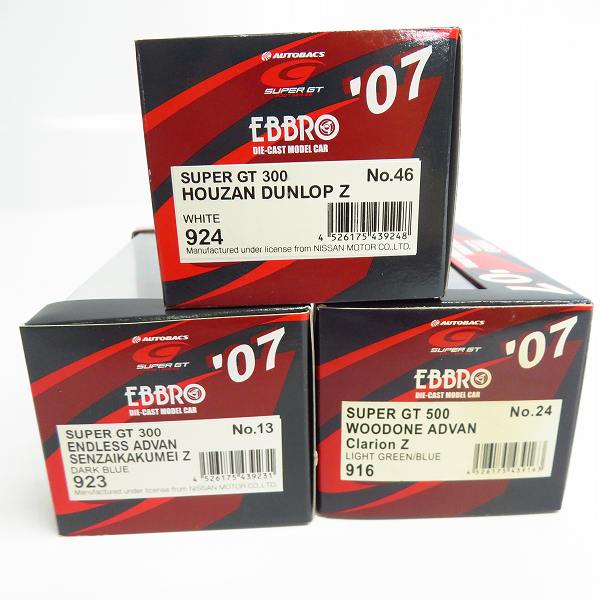 AUTOBACS
SUPER GT
'07
EBBRO
DIE-CAST MODEL CAR
SUPER GT 300 No.46
HOUZAN DUNLOP Z
WHITE
924
4 526175 439248
Manufactured under license from NISSAN MOTOR CO.,LTD.
'07
AUTOBACS
SUPER GT
'07
EBBRO
DIE-CAST MODEL CAR
SUPER GT 300 No.13
ENDLESS ADVAN
SENZAIKAKUMEI Z
DARK BLUE
923
4 526175 439231
Manufactured under license from NISSAN MOTOR CO.,LTD.
AUTOBACS
SUPER GT
'07
EBBRO
DIE-CAST MODEL CAR
SUPER GT 500 No.24
WOODONE ADVAN
Clarion Z
LIGHT GREEN/BLUE
916